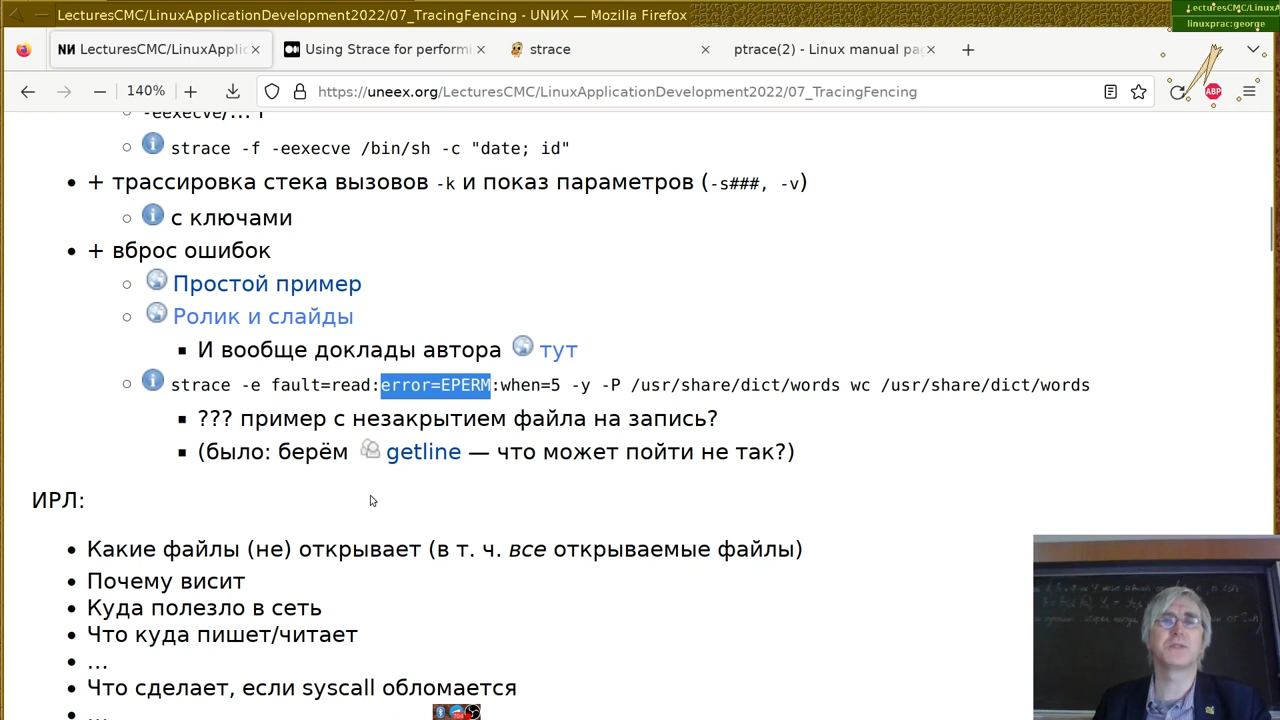 LecturesCMC/LinuxApplicationDevelopment2022/07_TracingFencing - UNИX — Mozilla Firefox
linuxprac:george
NИ LecturesCMC/LinuxApplic
Using Strace for performi
strace
ptrace(2) - Linux manual pa
140%
https://uneex.org/LecturesCMC/LinuxApplicationDevelopment2022/07_TracingFencing
ABP
strace -f -eexecve /bin/sh -c "date; id"
+ трассировка стека вызовов -k и показ параметров (-s###, -v)
с ключами
+ вброс ошибок
Простой пример
Ролик и слайды
И вообще доклады автора тут
strace -e fault=read:error=EPERM:when=5 -y -P /usr/share/dict/words wc /usr/share/dict/words
??? пример с незакрытием файла на запись?
(было: берём getline — что может пойти не так?)
ИРЛ:
Какие файлы (не) открывает (в т. ч. все открываемые файлы)
Почему висит
Куда полезло в сеть
Что куда пишет/читает
…
Что сделает, если syscall обломается
…